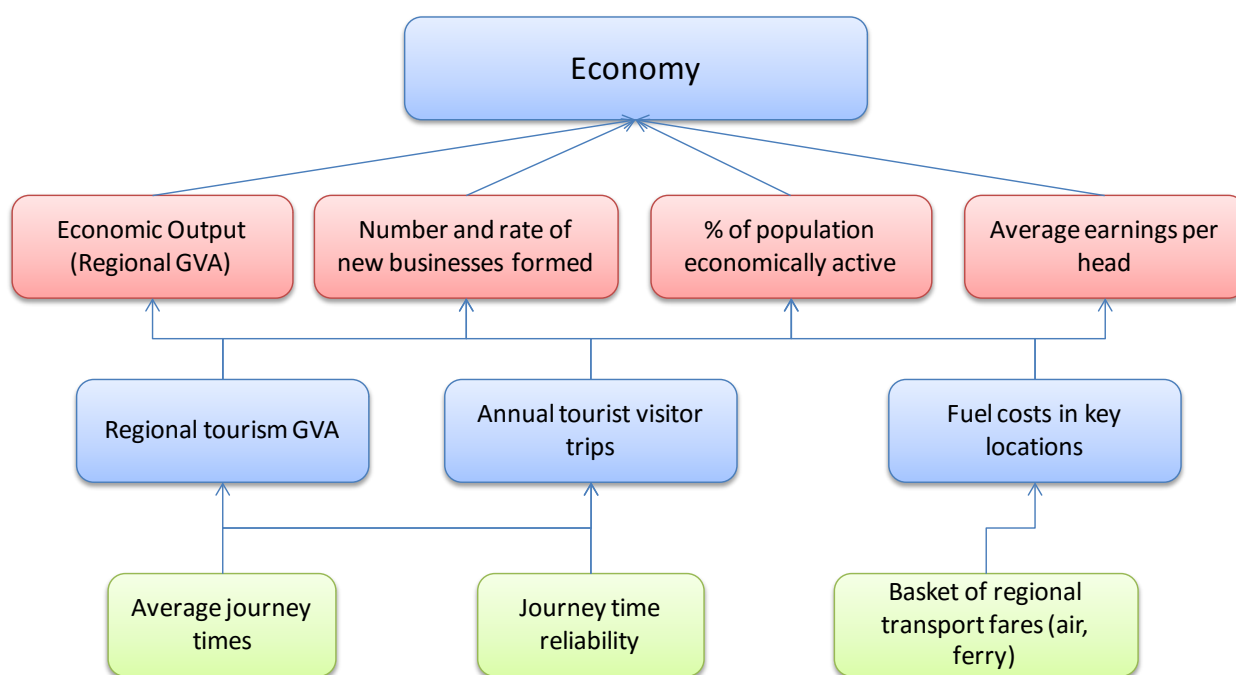 Economy
Economic Output
(Regional GVA)
Number and rate of
new businesses formed
% of population
economically active
Average earnings per
head
Regional tourism GVA
Annual tourist visitor
trips
Fuel costs in key
locations
Average journey
times
Journey time
reliability
Basket of regional
transport fares (air,
ferry)